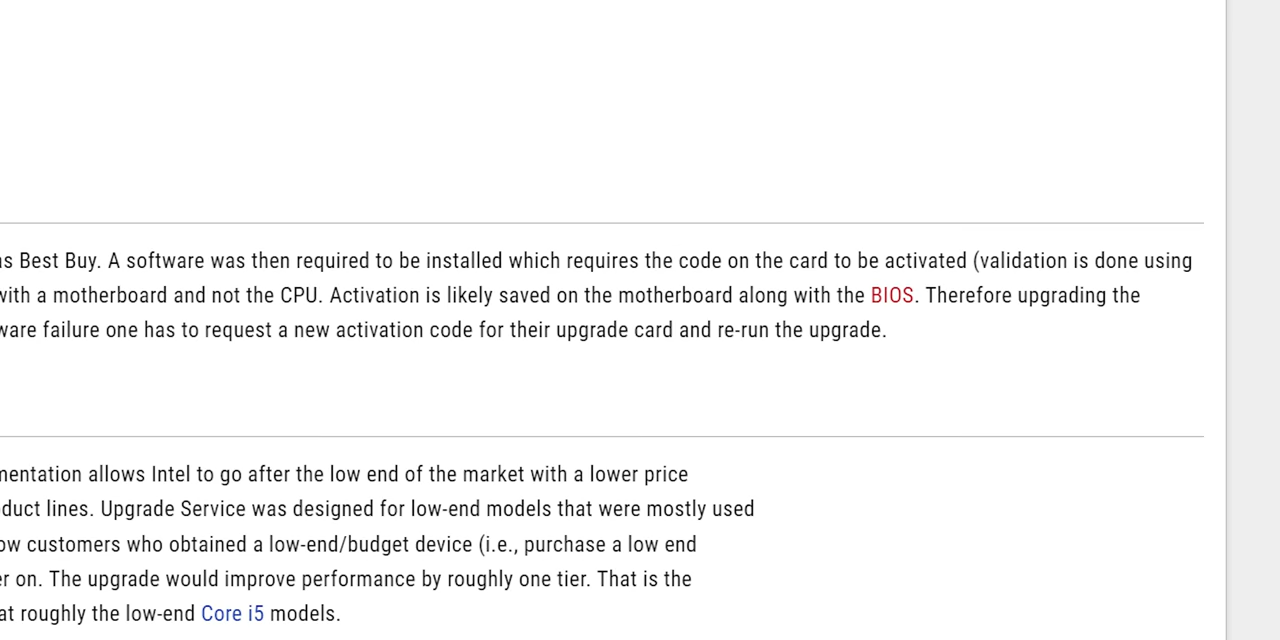 as Best Buy. A software was then required to be installed which requires the code on the card to be activated (validation is done using
with a motherboard and not the CPU. Activation is likely saved on the motherboard along with the BIOS. Therefore upgrading the
ware failure one has to request a new activation code for their upgrade card and re-run the upgrade.
mentation allows Intel to go after the low end of the market with a lower price
duct lines. Upgrade Service was designed for low-end models that were mostly used
ow customers who obtained a low-end/budget device (i.e., purchase a low end
er on. The upgrade would improve performance by roughly one tier. That is the
at roughly the low-end Core i5 models.